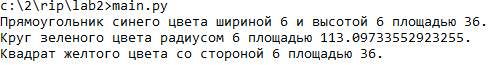 c:\2\rip\lab2>main.py
Прямоугольник синего цвета шириной 6 и высотой 6 площадью 36.
Круг зеленого цвета радиусом 6 площадью 113.09733552923255.
Квадрат желтого цвета со стороной 6 площадью 36.